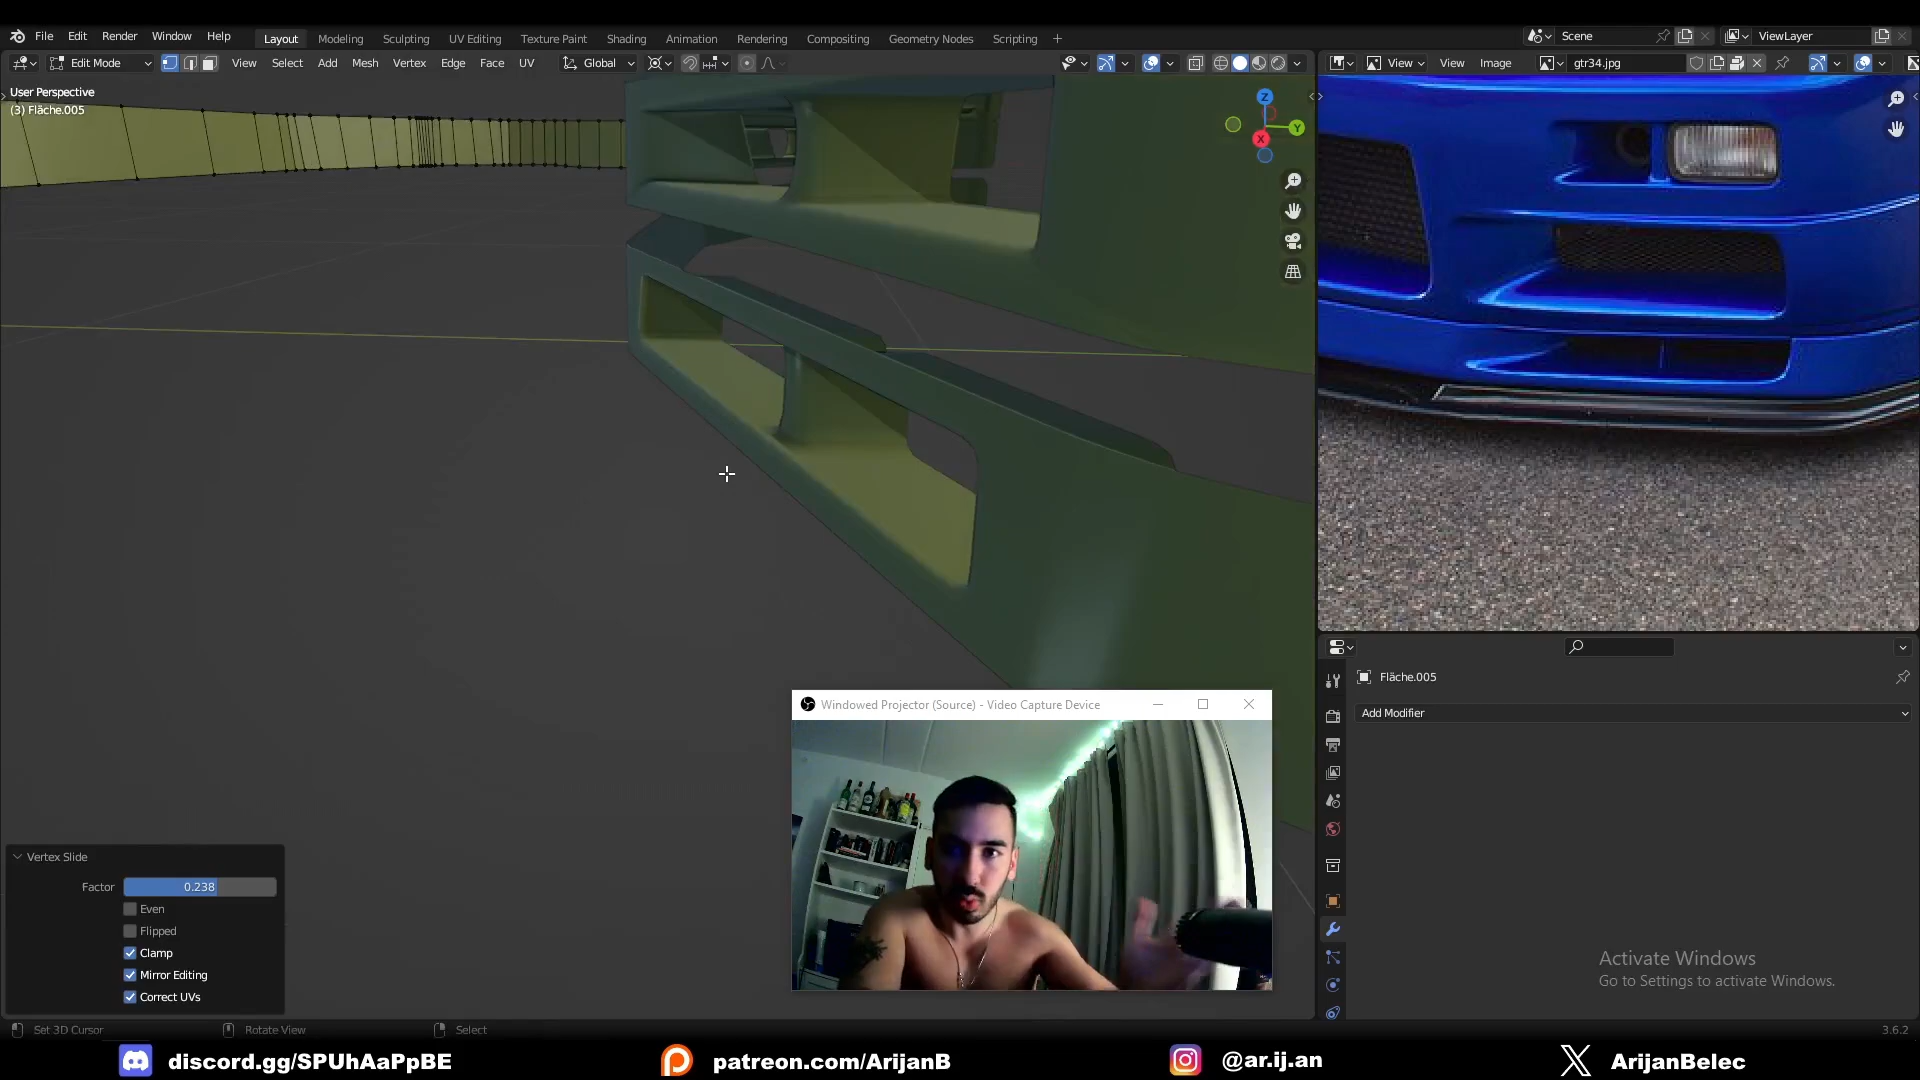 File Edit Render Window Help
Layout Modeling Sculpting UV Editing Texture Paint Shading Animation Rendering Compositing Geometry Nodes Scripting +
Scene
ViewLayer
Edit Mode View Select Add Mesh Vertex Edge Face UV Global
View View Image gtr34.jpg
User Perspective
(3) Fläche.005
Z
Y
X
Fläche.005
Add Modifier
Windowed Projector (Source) - Video Capture Device
Vertex Slide
Factor 0.238
Even
Flipped
Clamp
Mirror Editing
Correct UVs
Activate Windows
Go to Settings to activate Windows.
Set 3D Cursor Rotate View Select 3.6.2
discord.gg/SPUhAaPpBE patreon.com/ArijanB @ar.ij.an ArijanBelec